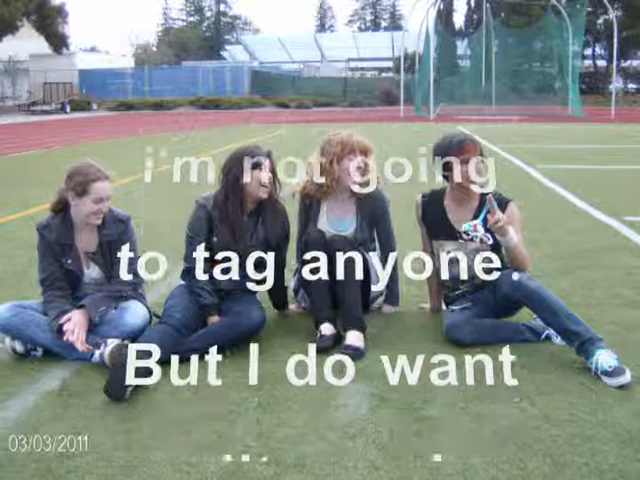 i'm not going
to tag anyone.
But I do want
03/03/2011